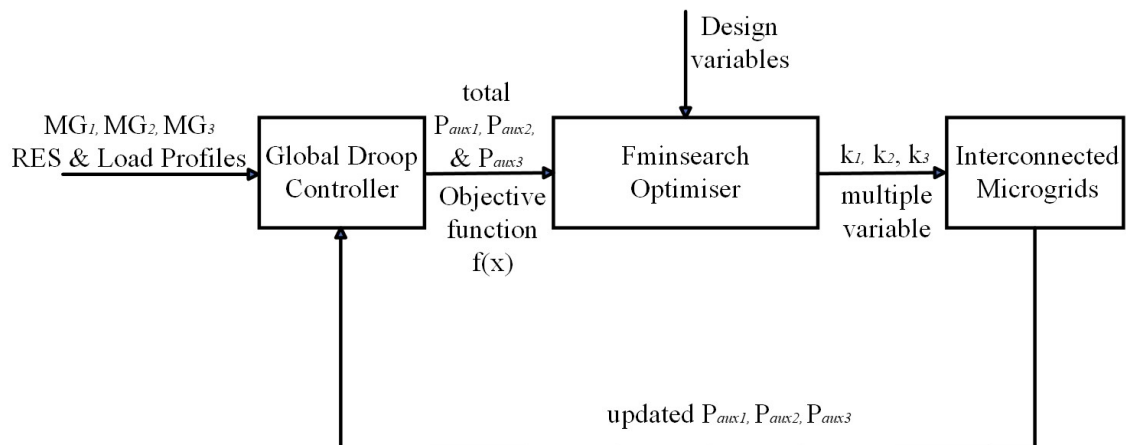 Design
variables
MG1, MG2, MG3
RES & Load Profiles
Global Droop
Controller
total
Paux1, Paux2,
& Paux3
Objective
function
f(x)
Fminsearch
Optimiser
k1, k2, k3
multiple
variable
Interconnected
Microgrids
updated Paux1, Paux2, Paux3